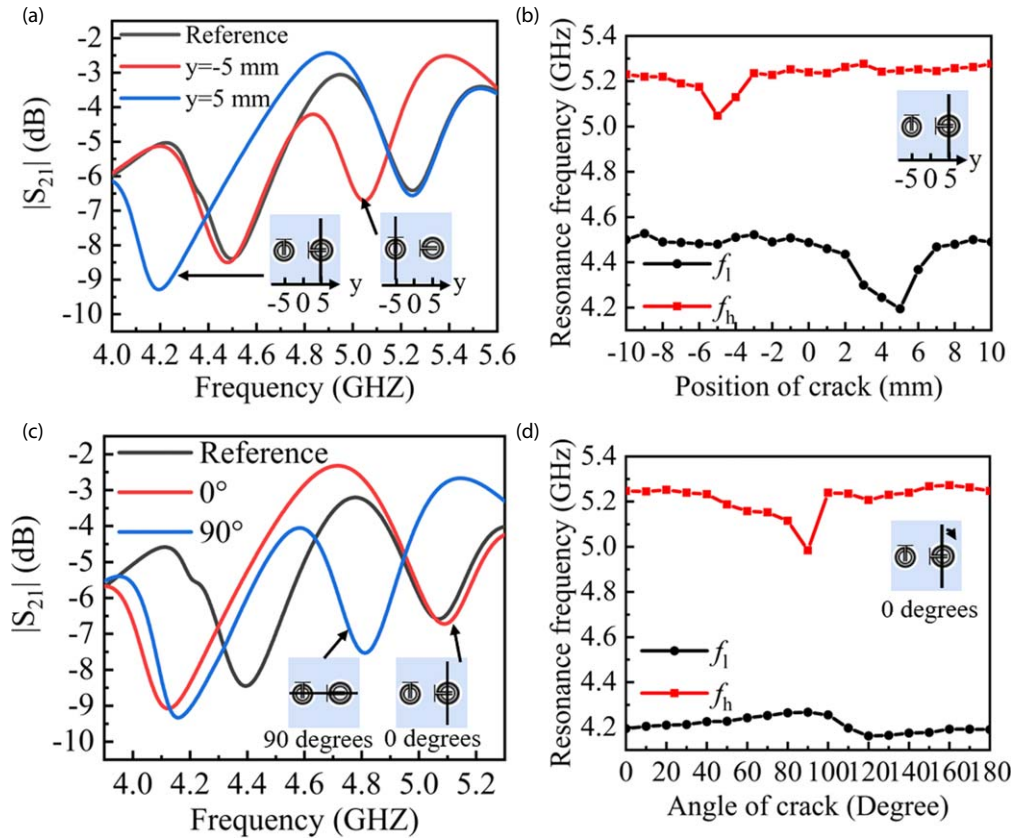 (a)
-2
-3
-4
-5
-6
-7
-8
-9
-10
|S21| (dB)
Reference
y=-5 mm
y=5 mm
-5 0 5 y
-5 0 5 y
4.0 4.2 4.4 4.6 4.8 5.0 5.2 5.4 5.6
Frequency (GHZ)
(b)
5.4
5.2
5.0
4.8
4.6
4.4
4.2
Resonance frequency (GHz)
-5 0 5 y
fl
fh
-10 -8 -6 -4 -2 0 2 4 6 8 10
Position of crack (mm)
(c)
-2
-3
-4
-5
-6
-7
-8
-9
-10
|S21| (dB)
Reference
0°
90°
90 degrees 0 degrees
4.0 4.2 4.4 4.6 4.8 5.0 5.2
Frequency (GHZ)
(d)
5.4
5.2
5.0
4.8
4.6
4.4
4.2
Resonance frequency (GHz)
0 degrees
fl
fh
0 20 40 60 80 100 120 140 160 180
Angle of crack (Degree)